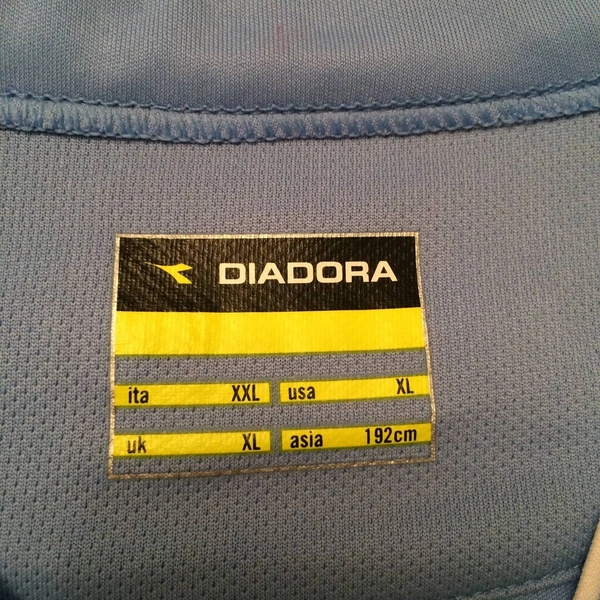 DIADORA
ita XXL usa XL
uk XL asia 192cm